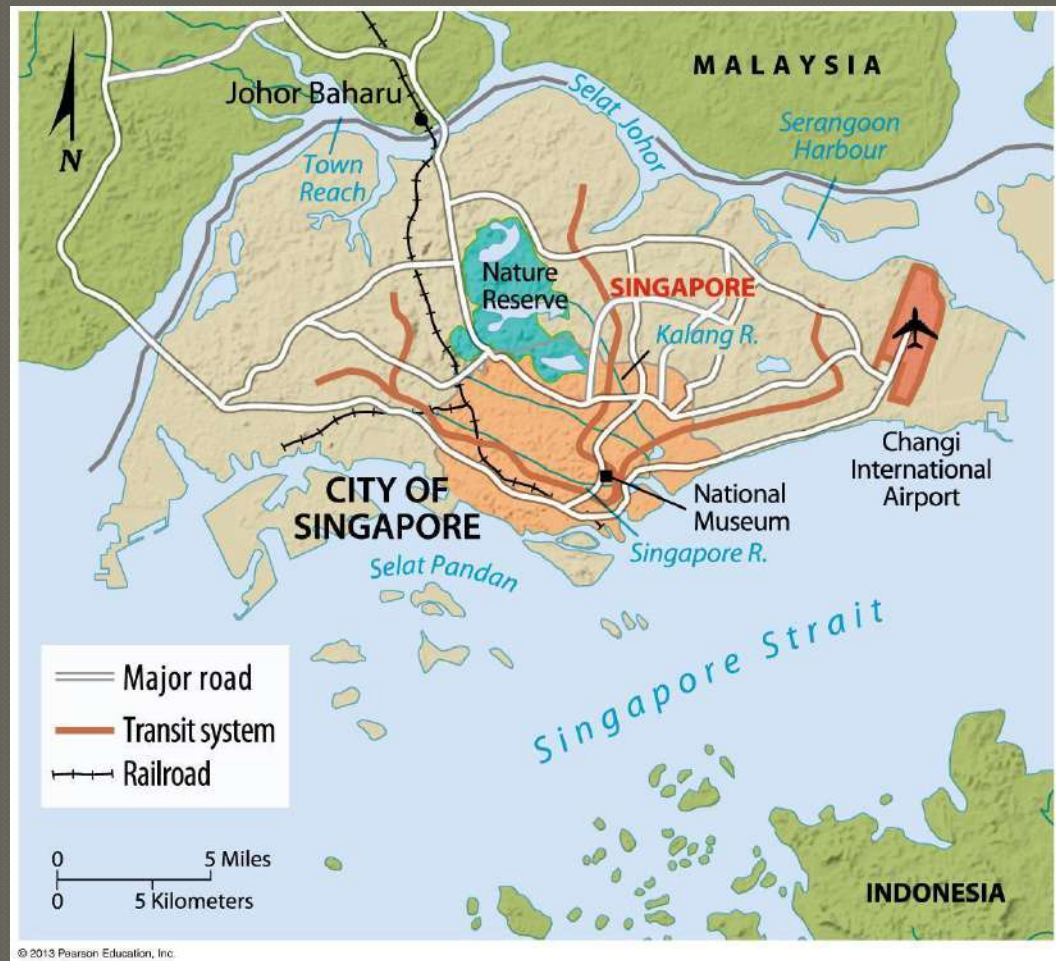 MALAYSIA
Johor Baharu
Selat Johor
Serangoon
Harbour
N
Town
Reach
Nature
Reserve
SINGAPORE
Kalang R.
Changi
International
Airport
CITY OF
SINGAPORE
National
Museum
Singapore R.
Selat Pandan
Singapore Strait
Major road
Transit system
Railroad
0 5 Miles
0 5 Kilometers
INDONESIA
© 2013 Pearson Education, Inc.